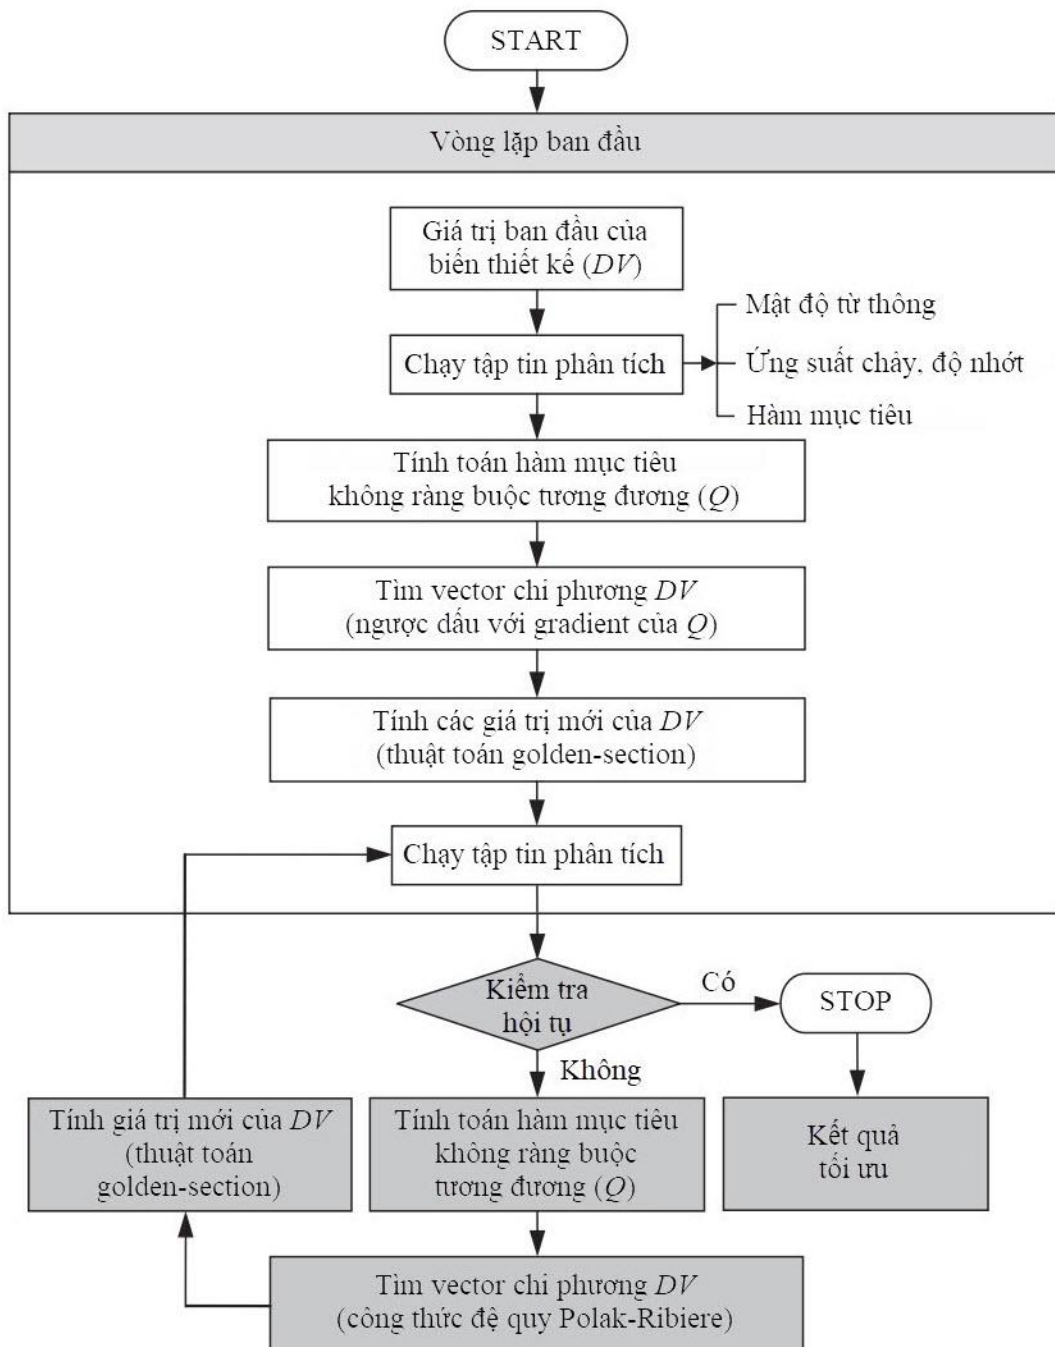 START
Vòng lặp ban đầu
Giá trị ban đầu của
biến thiết kế (DV)
Chạy tập tin phân tích
Mật độ từ thông
Ứng suất chảy, độ nhớt
Hàm mục tiêu
Tính toán hàm mục tiêu
không ràng buộc tương đương (Q)
Tìm vector chỉ phương DV
(ngược dấu với gradient của Q)
Tính các giá trị mới của DV
(thuật toán golden-section)
Chạy tập tin phân tích
Kiểm tra
hội tụ
Có
STOP
Không
Tính giá trị mới của DV
(thuật toán
golden-section)
Tính toán hàm mục tiêu
không ràng buộc
tương đương (Q)
Kết quả
tối ưu
Tìm vector chỉ phương DV
(công thức đệ quy Polak-Ribiere)